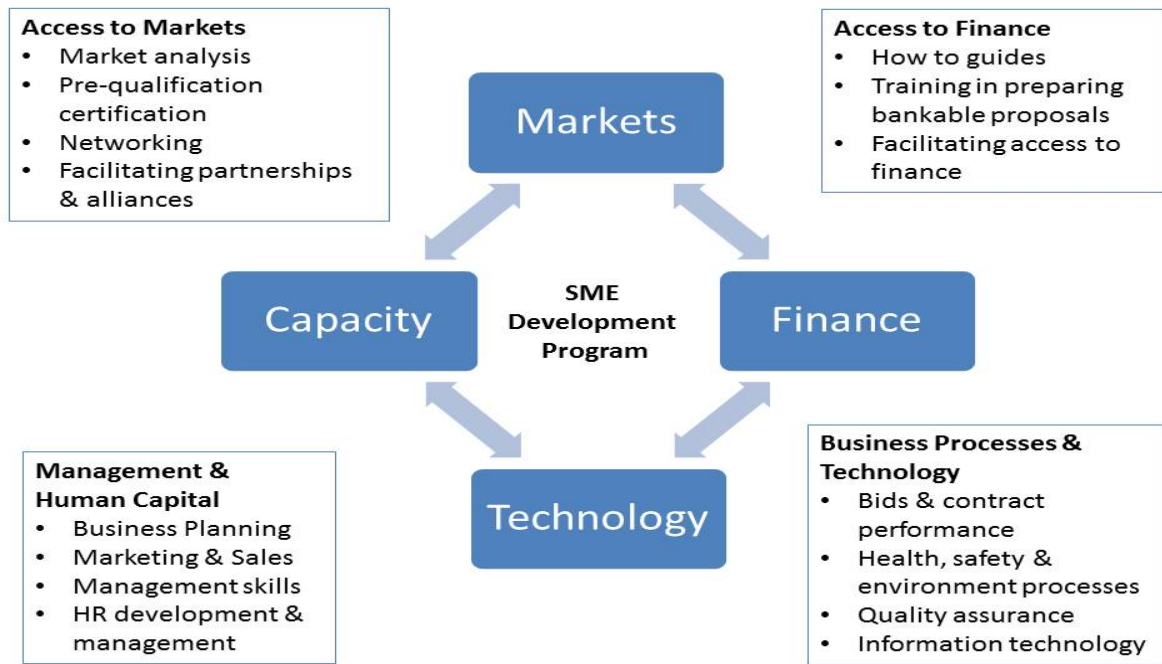 Access to Markets
• Market analysis
• Pre-qualification
certification
• Networking
• Facilitating partnerships
& alliances
Markets
Access to Finance
• How to guides
• Training in preparing
bankable proposals
• Facilitating access to
finance
Capacity
SME
Development
Program
Finance
Management &
Human Capital
• Business Planning
• Marketing & Sales
• Management skills
• HR development &
management
Technology
Business Processes &
Technology
• Bids & contract
performance
• Health, safety &
environment processes
• Quality assurance
• Information technology